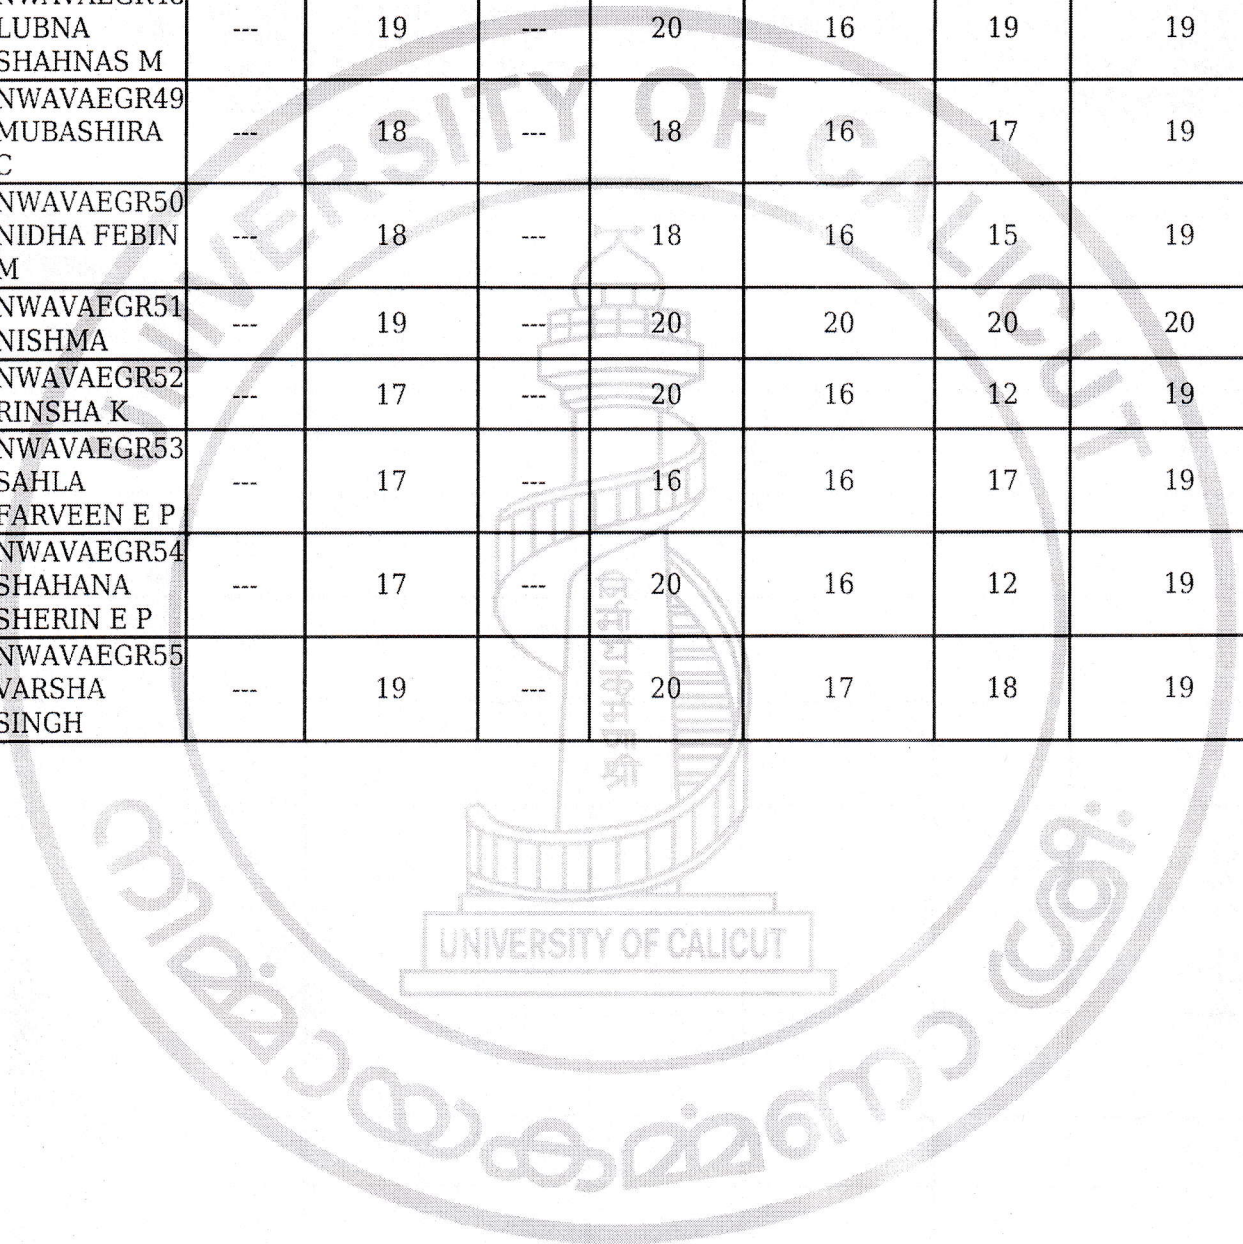 LUBNA
SHAHNAS M
--- 19 --- 20 16 19 19
NWAVAEGR49
MUBASHIRA
C
--- 18 --- 18 16 17 19
NWAVAEGR50
NIDHA FEBIN
M
--- 18 --- 18 16 15 19
NWAVAEGR51
NISHMA
--- 19 --- 20 20 20 20
NWAVAEGR52
RINSHA K
--- 17 --- 20 16 12 19
NWAVAEGR53
SAHLA
FARVEEN E P
--- 17 --- 16 16 17 19
NWAVAEGR54
SHAHANA
SHERIN E P
--- 17 --- 20 16 12 19
NWAVAEGR55
VARSHA
SINGH
--- 19 --- 20 17 18 19
UNIVERSITY OF CALICUT
UNIVERSITY OF CALICUT